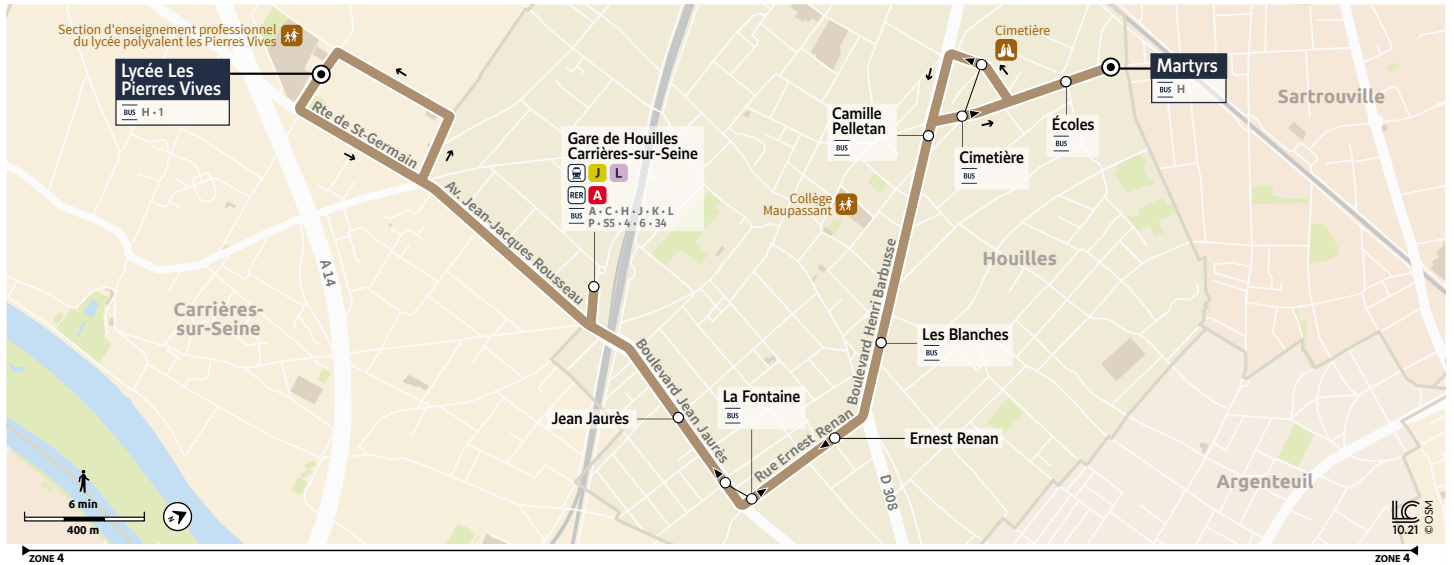 Section d'enseignement professionnel
du lycée polyvalent les Pierres Vives
Lycée Les
Pierres Vives
BUS H • 1
Rte de St-Germain
Av. Jean-Jacques Rousseau
A 14
Carrières-
sur-Seine
Gare de Houilles
Carrières-sur-Seine
J L
RER A
BUS A • C • H • J • K • L
P • S5 • 4 • 6 • 34
Boulevard Jean Jaurès
Jean Jaurès
La Fontaine
BUS
Rue Ernest Renan
Ernest Renan
Boulevard Henri Barbusse
Les Blanches
BUS
D 308
Collège
Maupassant
Camille
Pelletan
BUS
Cimetière
Cimetière
BUS
Écoles
BUS
Martyrs
BUS H
Sartrouville
Houilles
Argenteuil
6 min
400 m
N
LC
10.21
© OSM
ZONE 4
ZONE 4